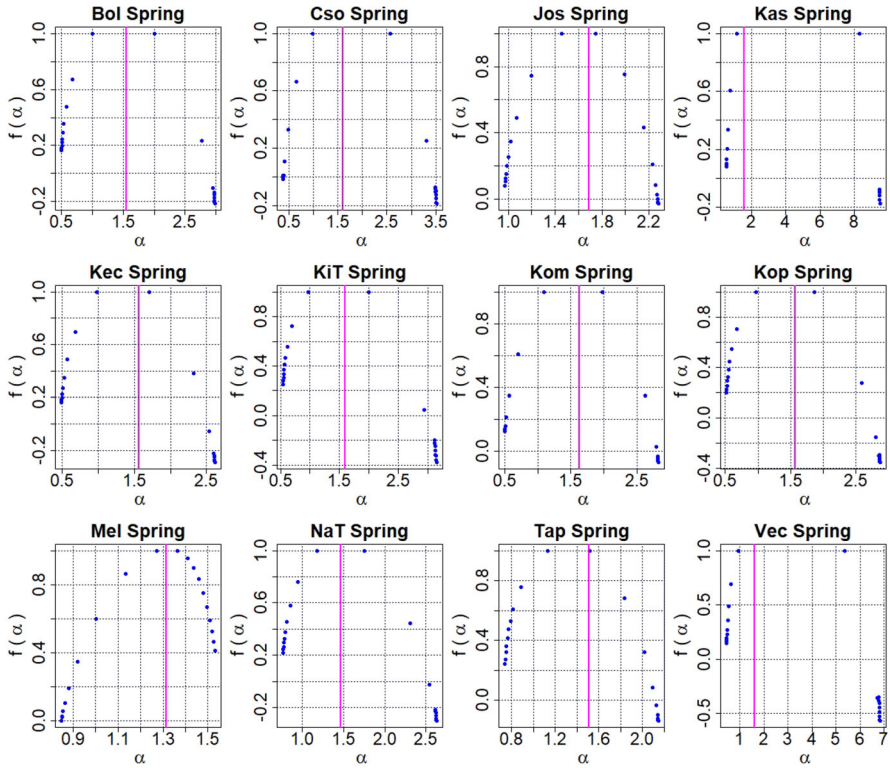 Bol Spring
Cso Spring
Jos Spring
Kas Spring
f ( α )
-0.2 0.2 0.6 1.0
0.5 1.5 2.5
α
f ( α )
-0.2 0.2 0.6 1.0
0.5 1.5 2.5 3.5
α
f ( α )
0.0 0.4 0.8
1.0 1.4 1.8 2.2
α
f ( α )
-0.2 0.2 0.6 1.0
2 4 6 8
α
Kec Spring
KiT Spring
Kom Spring
Kop Spring
f ( α )
-0.2 0.2 0.6 1.0
0.5 1.5 2.5
α
f ( α )
-0.4 0.0 0.4 0.8
0.5 1.5 2.5
α
f ( α )
0.0 0.4 0.8
0.5 1.5 2.5
α
f ( α )
-0.4 0.0 0.4 0.8
0.5 1.5 2.5
α
Mel Spring
NaT Spring
Tap Spring
Vec Spring
f ( α )
0.0 0.4 0.8
0.9 1.1 1.3 1.5
α
f ( α )
-0.2 0.2 0.6 1.0
1.0 1.5 2.0 2.5
α
f ( α )
0.0 0.4 0.8
0.8 1.2 1.6 2.0
α
f ( α )
-0.5 0.0 0.5 1.0
1 2 3 4 5 6 7
α